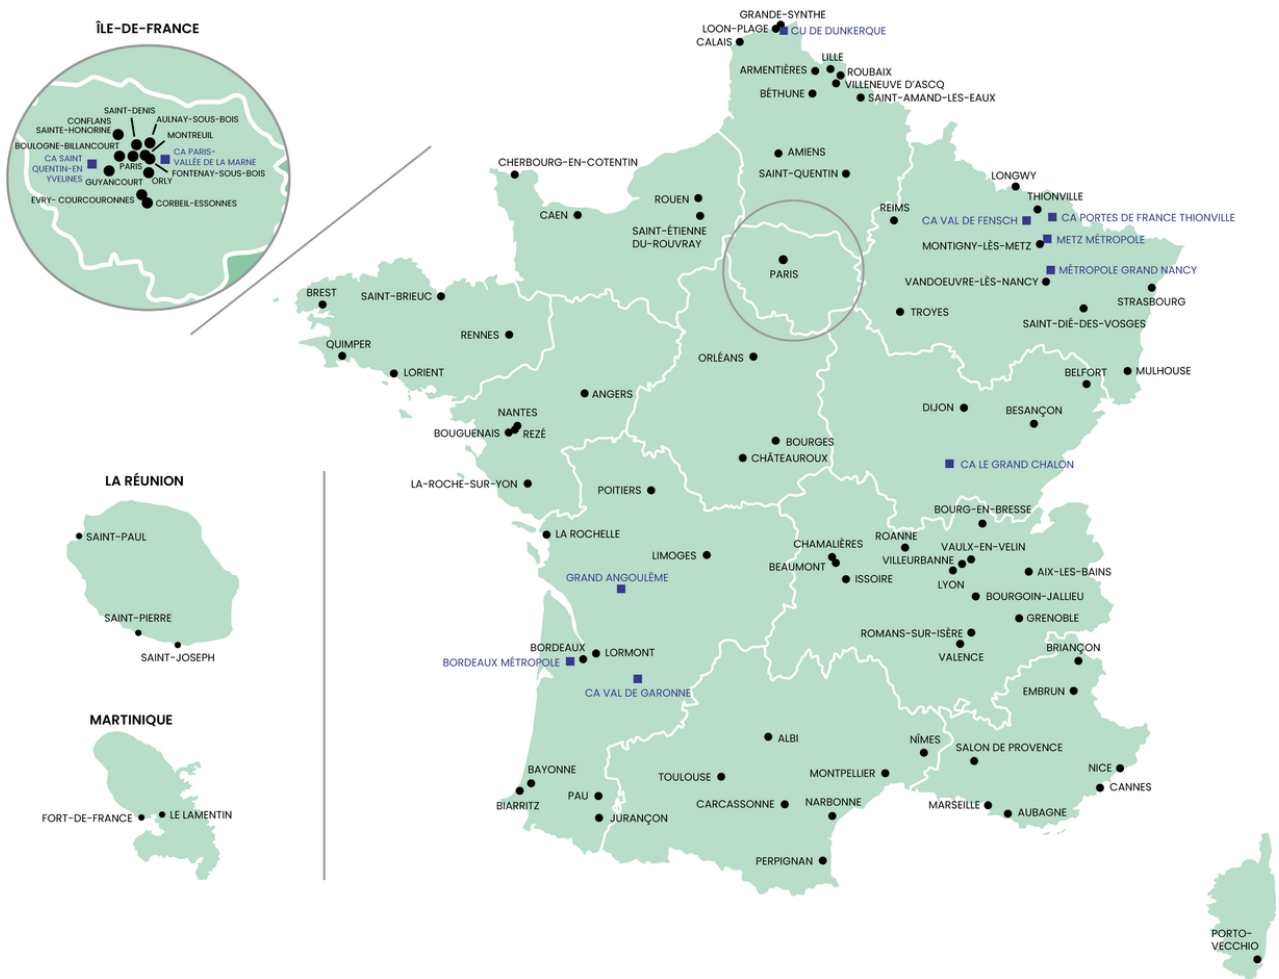 ÎLE-DE-FRANCE
SAINT-DENIS
CONFLANS
SAINTE-HONORINE
AULNAY-SOUS-BOIS
MONTREUIL
BOULOGNE-BILLANCOURT
CA SAINT
QUENTIN-EN
YVELINES
CA PARIS-
VALLÉE DE LA MARNE
PARIS
FONTENAY-SOUS-BOIS
GUYANCOURT
ORLY
EVRY- COURCOURONNES
CORBEIL-ESSONNES
GRANDE-SYNTHE
LOON-PLAGE
CU DE DUNKERQUE
CALAIS
LILLE
ARMENTIÈRES
ROUBAIX
VILLENEUVE D'ASCQ
BÉTHUNE
SAINT-AMAND-LES-EAUX
AMIENS
SAINT-QUENTIN
CHERBOURG-EN-COTENTIN
ROUEN
CAEN
SAINT-ÉTIENNE
DU-ROUVRAY
LONGWY
THIONVILLE
REIMS
CA VAL DE FENSCH
CA PORTES DE FRANCE THIONVILLE
METZ MÉTROPOLE
MONTIGNY-LÈS-METZ
MÉTROPOLE GRAND NANCY
VANDOEUVRE-LÈS-NANCY
STRASBOURG
PARIS
TROYES
SAINT-DIÉ-DES-VOSGES
BREST
SAINT-BRIEUC
RENNES
QUIMPER
LORIENT
ORLÉANS
BELFORT
MULHOUSE
ANGERS
DIJON
BESANÇON
NANTES
BOUGUENAIS
REZÉ
BOURGES
CHÂTEAUROUX
CA LE GRAND CHALON
LA-ROCHE-SUR-YON
POITIERS
BOURG-EN-BRESSE
LA ROCHELLE
LIMOGES
CHAMALIÈRES
ROANNE
VAULX-EN-VELIN
VILLEURBANNE
BEAUMONT
ISSOIRE
LYON
AIX-LES-BAINS
GRAND ANGOULÊME
BOURGOIN-JALLIEU
GRENOBLE
ROMANS-SUR-ISÈRE
VALENCE
BRIANÇON
BORDEAUX
LORMONT
BORDEAUX MÉTROPOLE
CA VAL DE GARONNE
EMBRUN
ALBI
NÎMES
SALON DE PROVENCE
BAYONNE
TOULOUSE
MONTPELLIER
NICE
CANNES
PAU
BIARRITZ
CARCASSONNE
NARBONNE
MARSEILLE
AUBAGNE
JURANÇON
PERPIGNAN
PORTO-
VECCHIO
LA RÉUNION
SAINT-PAUL
SAINT-PIERRE
SAINT-JOSEPH
MARTINIQUE
FORT-DE-FRANCE
LE LAMENTIN